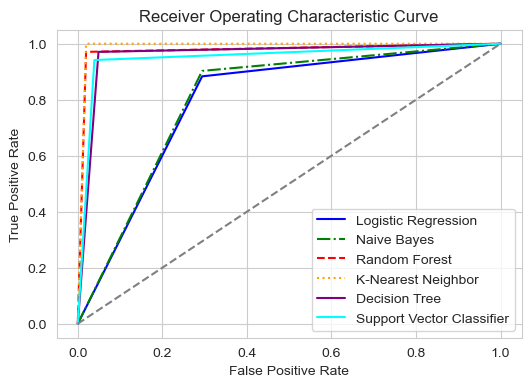 Receiver Operating Characteristic Curve
True Positive Rate
1.0
0.8
0.6
0.4
0.2
0.0
Logistic Regression
Naive Bayes
Random Forest
K-Nearest Neighbor
Decision Tree
Support Vector Classifier
0.0 0.2 0.4 0.6 0.8 1.0
False Positive Rate